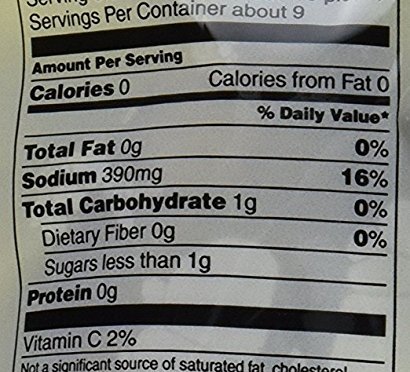 Servings Per Container about 9
Amount Per Serving
Calories 0 Calories from Fat 0
% Daily Value*
Total Fat 0g 0%
Sodium 390mg 16%
Total Carbohydrate 1g 0%
Dietary Fiber 0g 0%
Sugars less than 1g
Protein 0g
Vitamin C 2%
Not a significant source of saturated fat, cholesterol